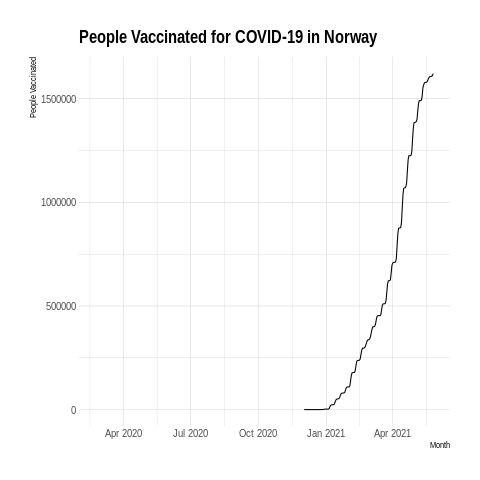 People Vaccinated for COVID-19 in Norway
People Vaccinated
1500000
1000000
500000
0
Apr 2020 Jul 2020 Oct 2020 Jan 2021 Apr 2021
Month